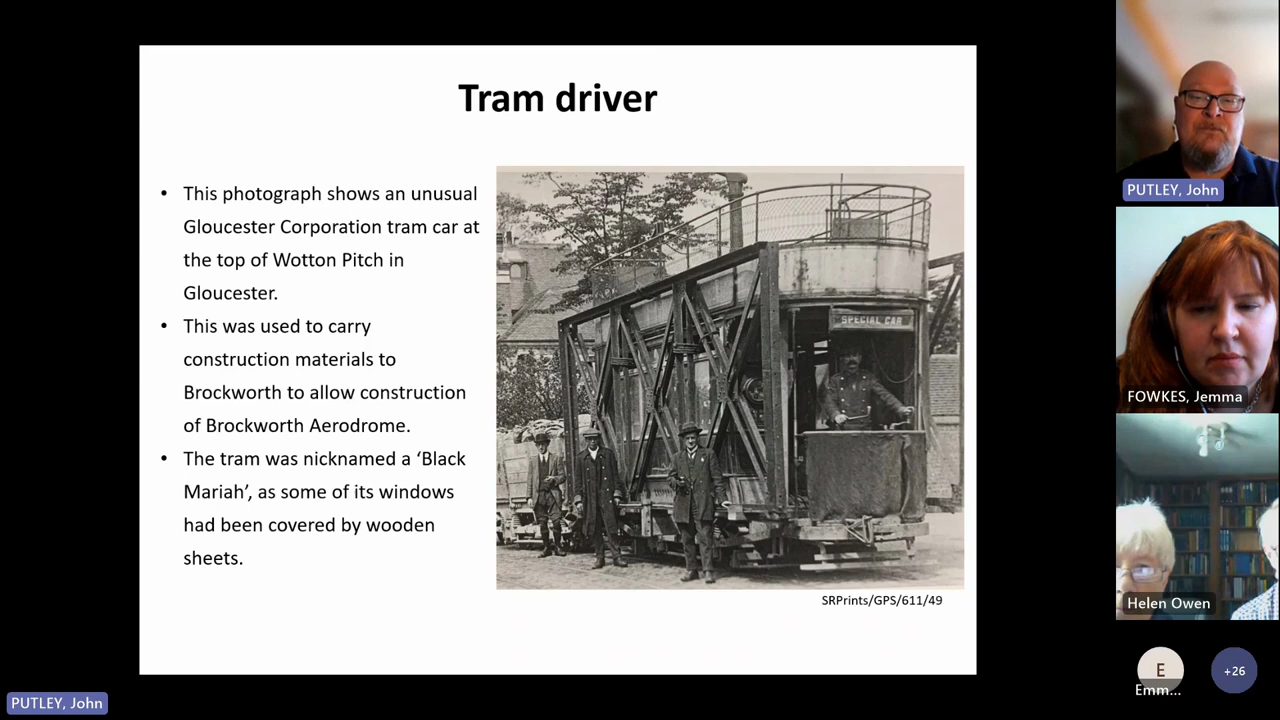 Tram driver
• This photograph shows an unusual
Gloucester Corporation tram car at
the top of Wotton Pitch in
Gloucester.
• This was used to carry
construction materials to
Brockworth to allow construction
of Brockworth Aerodrome.
• The tram was nicknamed a ‘Black
Mariah’, as some of its windows
had been covered by wooden
sheets.
SPECIAL CAR
SRPrints/GPS/611/49
PUTLEY, John
FOWKES, Jemma
Helen Owen
E
Emm...
+26
PUTLEY, John